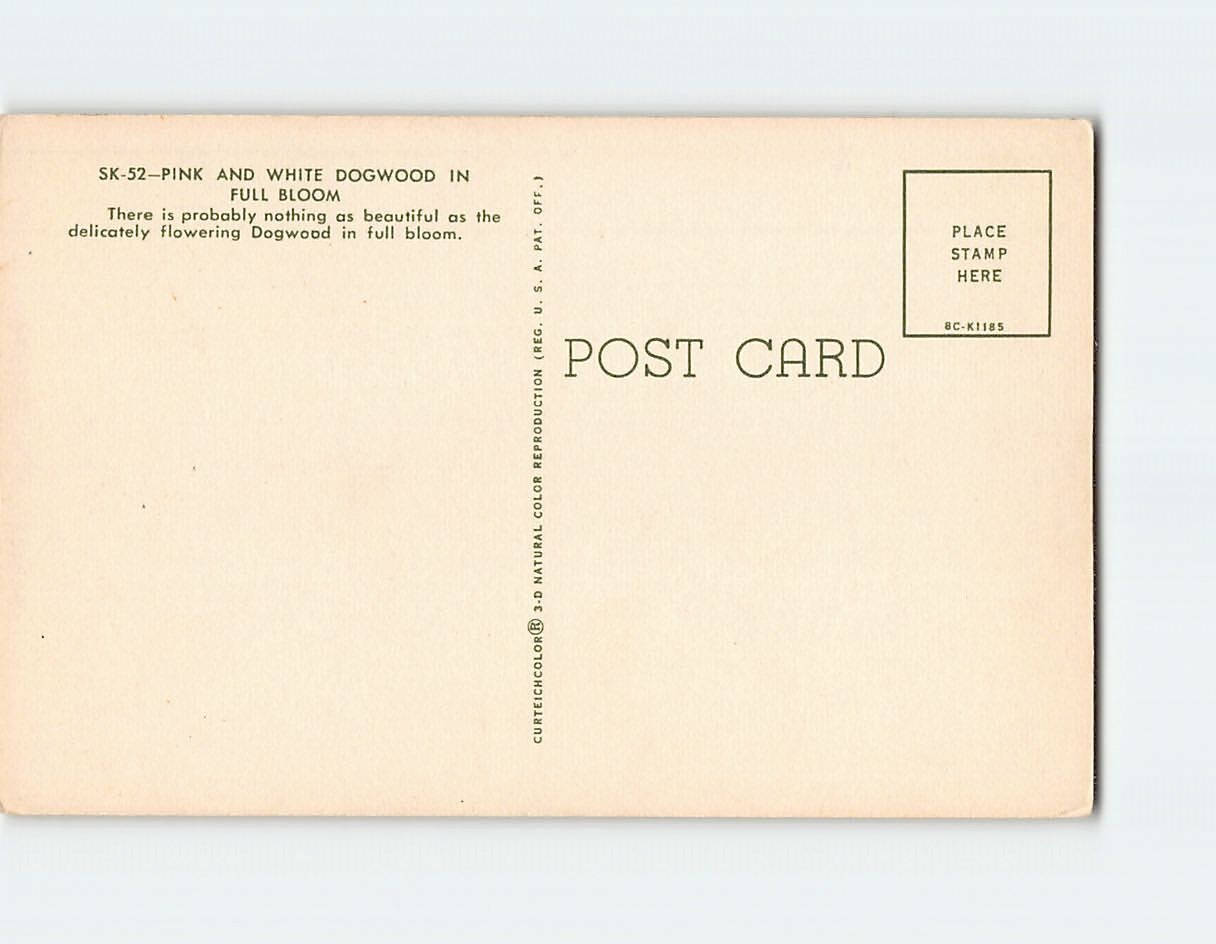 SK-52—PINK AND WHITE DOGWOOD IN
FULL BLOOM
There is probably nothing as beautiful as the
delicately flowering Dogwood in full bloom.
CURTEICHCOLOR® 3-D NATURAL COLOR REPRODUCTION (REG. U. S. A. PAT. OFF.)
POST CARD
PLACE
STAMP
HERE
8C-K1185